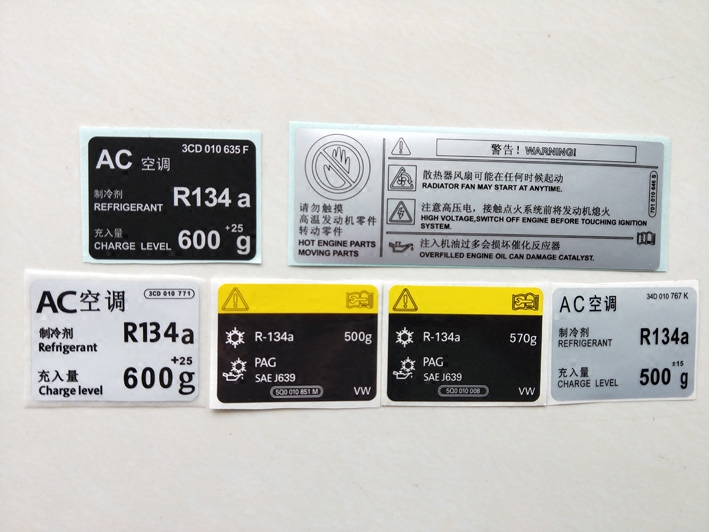 3CD 010 635 F
AC 空调
制冷剂
REFRIGERANT R134 a
充入量
CHARGE LEVEL 600 +25 g
警告! WARNING!
散热器风扇可能在任何时候起动
RADIATOR FAN MAY START AT ANYTIME.
注意高压电，接触点火系统前将发动机熄火
HIGH VOLTAGE,SWITCH OFF ENGINE BEFORE TOUCHING IGNITION
SYSTEM.
注入机油过多会损坏催化反应器
OVERFILLED ENGINE OIL CAN DAMAGE CATALYST.
请勿触摸
高温发动机零件
转动零件
HOT ENGINE PARTS
MOVING PARTS
AC空调 3CD 010 771
制冷剂
Refrigerant R134a
充入量
Charge level 600 +25 g
R-134a 500g
PAG
SAE J639
5Q0 010 851 M VW
R-134a 570g
PAG
SAE J639
5Q0 010 008 VW
AC空调 34D 010 767 K
制冷剂
REFRIGERANT R134a
充入量
CHARGE LEVEL 500 ±15 g